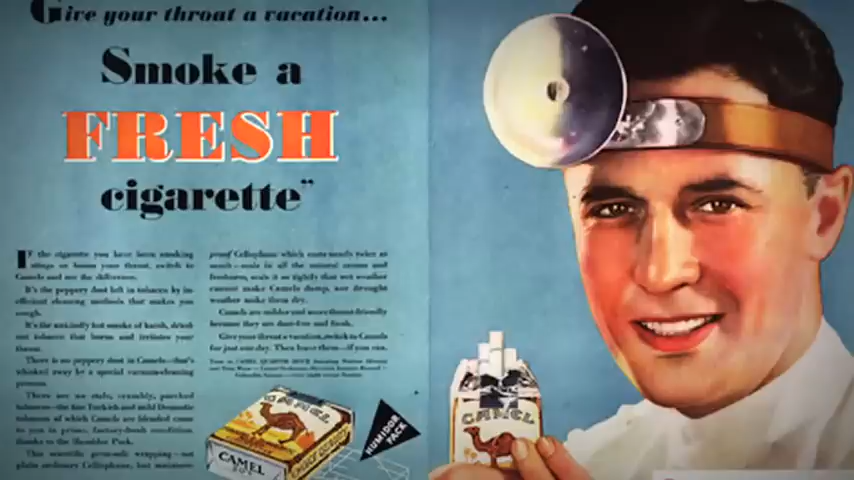 Give your throat a vacation...
Smoke a
FRESH
cigarette"
If the cigarette you have been smoking
stings or burns your throat, switch to
Camels and see the difference.
It's the peppery dust left in tobacco by in-
efficient cleaning methods that makes you
cough.
It's the unkindly hot smoke of harsh, dried-
out tobacco that burns and irritates your
throat.
There is no peppery dust in Camels—that's
whisked away by a special vacuum-cleaning
process.
There are no stale, crumbly, parched
tobaccos—the fine Turkish and mild Domestic
tobaccos of which Camels are blended come
to you in prime, factory-fresh condition,
thanks to the Humidor Pack.
This scientific germ-safe wrapping—not
plain ordinary Cellophane, but moisture-
proof Cellophane which costs nearly twice as
much—seals in all the natural aroma and
freshness, seals it so tightly that wet weather
cannot make Camels damp, nor drought
weather make them dry.
Camels are milder and more throat-friendly
because they are dust-free and fresh.
Give your throat a vacation, switch to Camels
for just one day. Then leave them—if you can.
CAMEL
CAMEL
CHOICE QUALITY
HUMIDOR
PACK
CAMEL